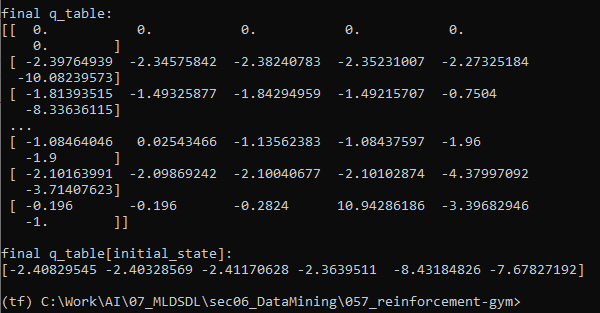 final q_table:
[[  0.           0.           0.           0.           0.
    0.        ]
 [ -2.39764939  -2.34575842  -2.38240783  -2.35231007  -2.27325184
  -10.08239573]
 [ -1.81393515  -1.49325877  -1.84294959  -1.49215707  -0.7504
   -8.33636115]
 ...
 [ -1.08464046   0.02543466  -1.13562383  -1.08437597  -1.96
   -1.9       ]
 [ -2.10163991  -2.09869242  -2.10040677  -2.10102874  -4.37997092
   -3.71407623]
 [ -0.196       -0.196       -0.2824      10.94286186  -3.39682946
   -1.        ]]
final q_table[initial_state]:
[-2.40829545 -2.40328569 -2.41170628 -2.3639511  -8.43184826 -7.67827192]
(tf) C:\Work\AI\07_MLDSDL\sec06_DataMining\057_reinforcement-gym>